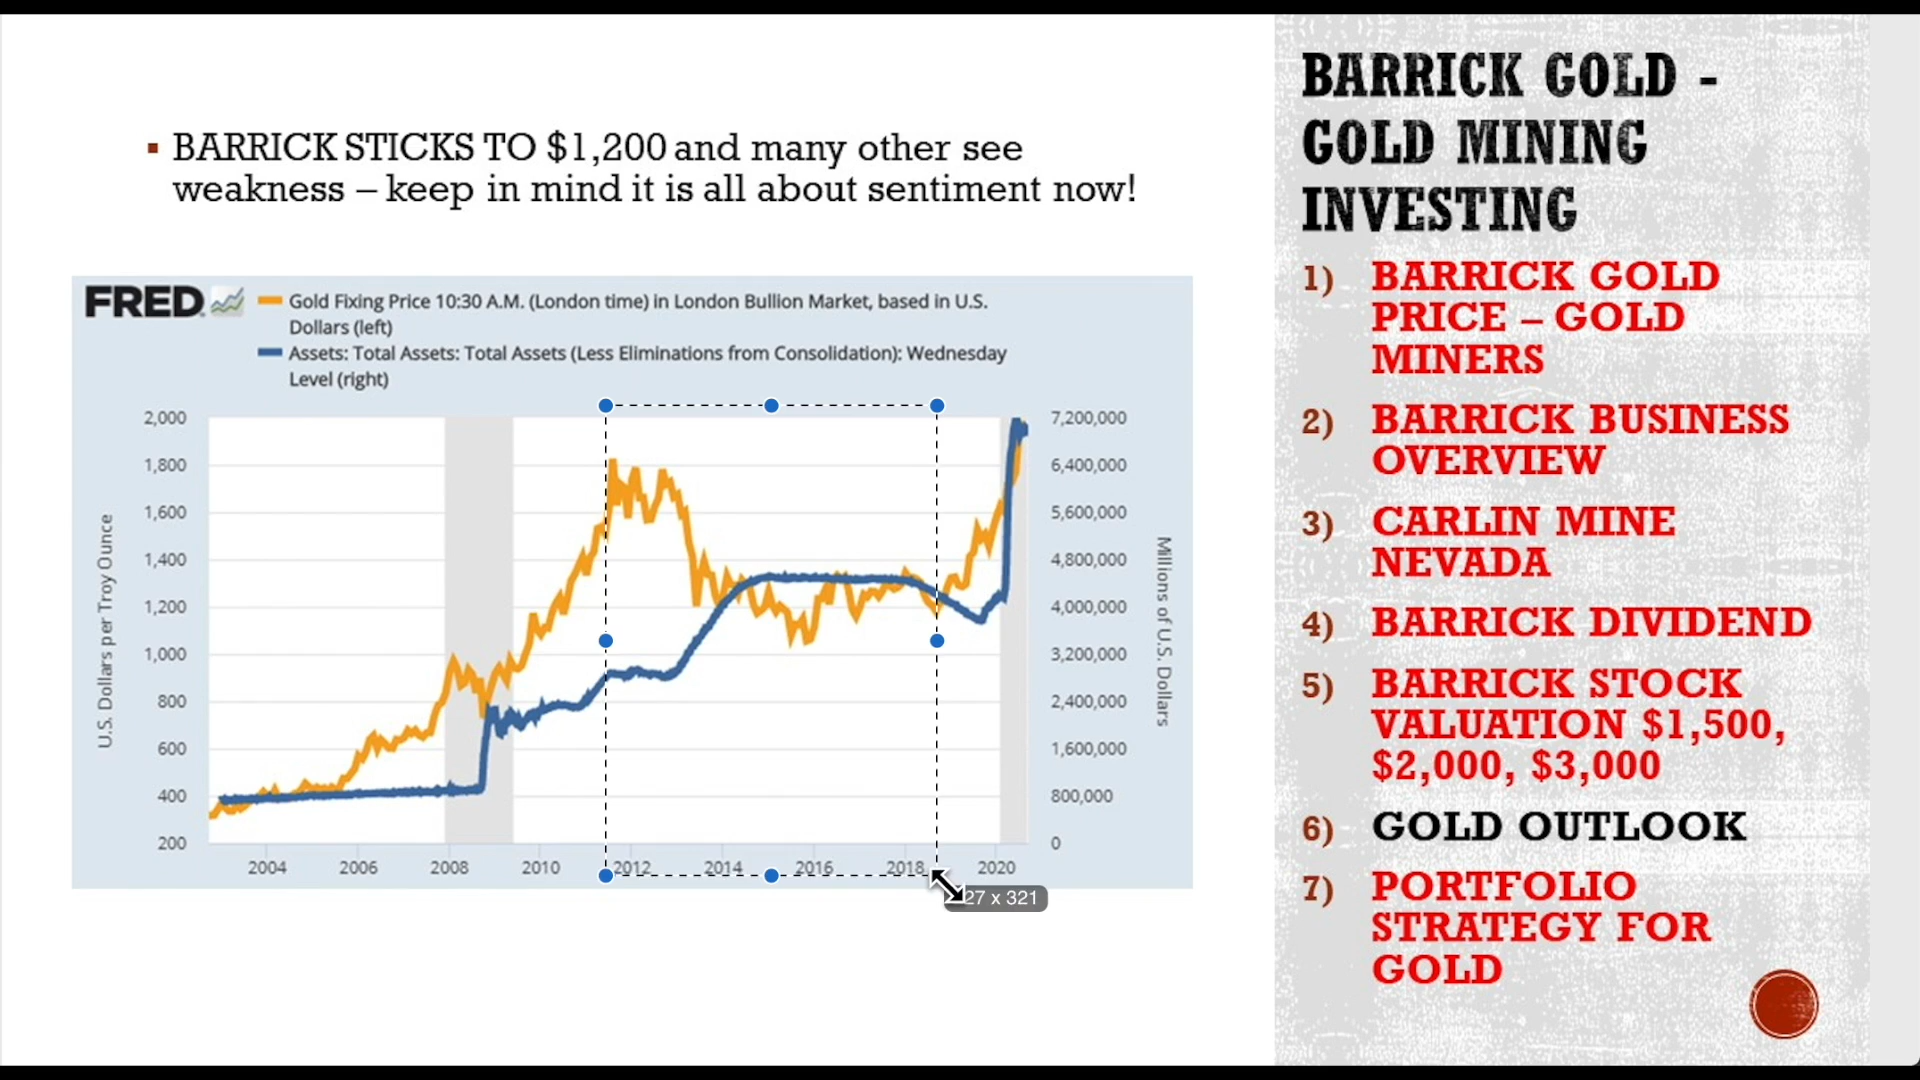 BARRICK STICKS TO $1,200 and many other see
weakness – keep in mind it is all about sentiment now!
FRED
Gold Fixing Price 10:30 A.M. (London time) in London Bullion Market, based in U.S.
Dollars (left)
Assets: Total Assets: Total Assets (Less Eliminations from Consolidation): Wednesday
Level (right)
2,000
1,800
1,600
1,400
1,200
1,000
800
600
400
200
U.S. Dollars per Troy Ounce
7,200,000
6,400,000
5,600,000
4,800,000
4,000,000
3,200,000
2,400,000
1,600,000
800,000
0
Millions of U.S. Dollars
2004 2006 2008 2010 2012 2014 2016 2018 2020
27 x 321
BARRICK GOLD -
GOLD MINING
INVESTING
1) BARRICK GOLD
PRICE – GOLD
MINERS
2) BARRICK BUSINESS
OVERVIEW
3) CARLIN MINE
NEVADA
4) BARRICK DIVIDEND
5) BARRICK STOCK
VALUATION $1,500,
$2,000, $3,000
6) GOLD OUTLOOK
7) PORTFOLIO
STRATEGY FOR
GOLD